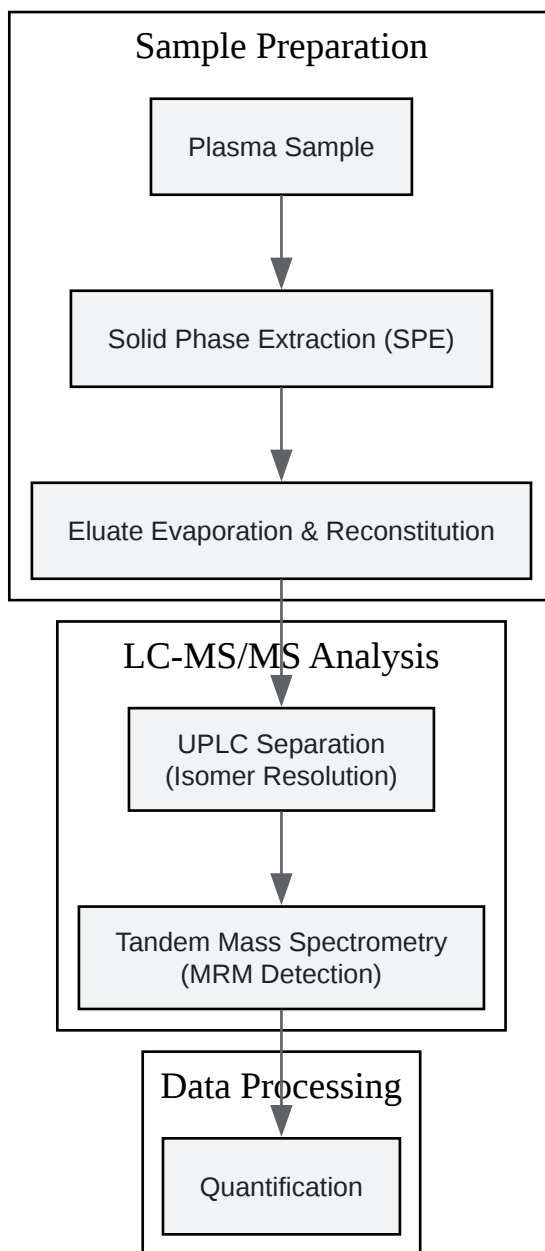 Sample Preparation
Plasma Sample
Solid Phase Extraction (SPE)
Eluate Evaporation & Reconstitution
LC-MS/MS Analysis
UPLC Separation
(Isomer Resolution)
Tandem Mass Spectrometry
(MRM Detection)
Data Processing
Quantification